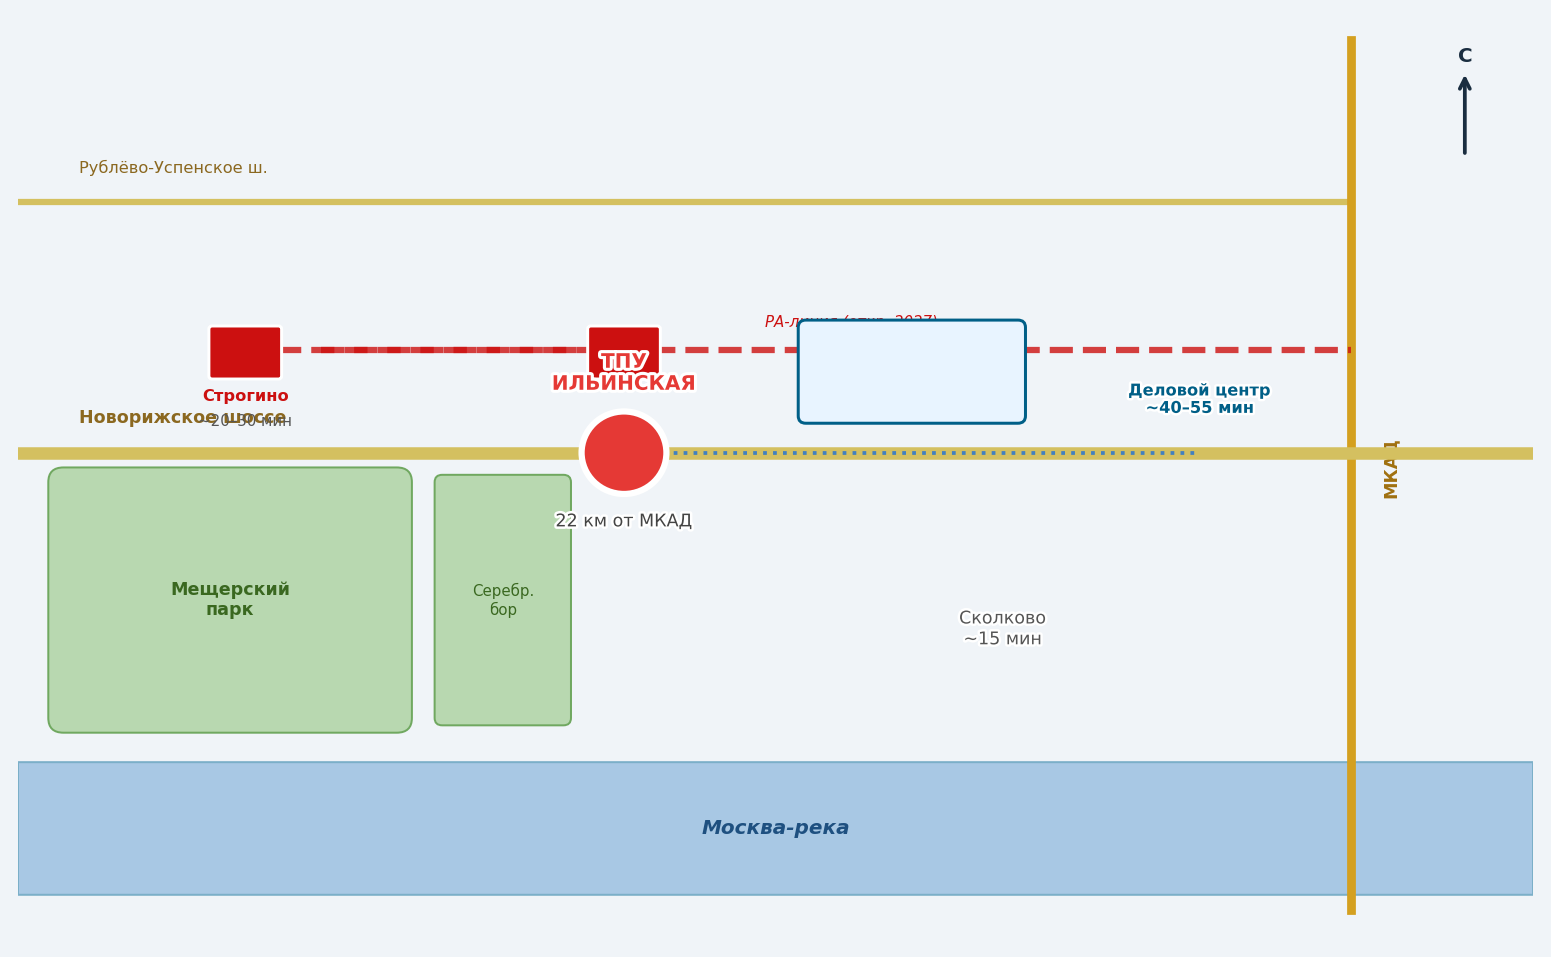 С
Рублёво-Успенское ш.
РА-линия (откр. 2027)
ТПУ
ИЛЬИНСКАЯ
Строгино
~20–30 мин
Новорижское шоссе
Деловой центр
~40–55 мин
МКАД
22 км от МКАД
Мещерский
парк
Серебр.
бор
Сколково
~15 мин
Москва-река